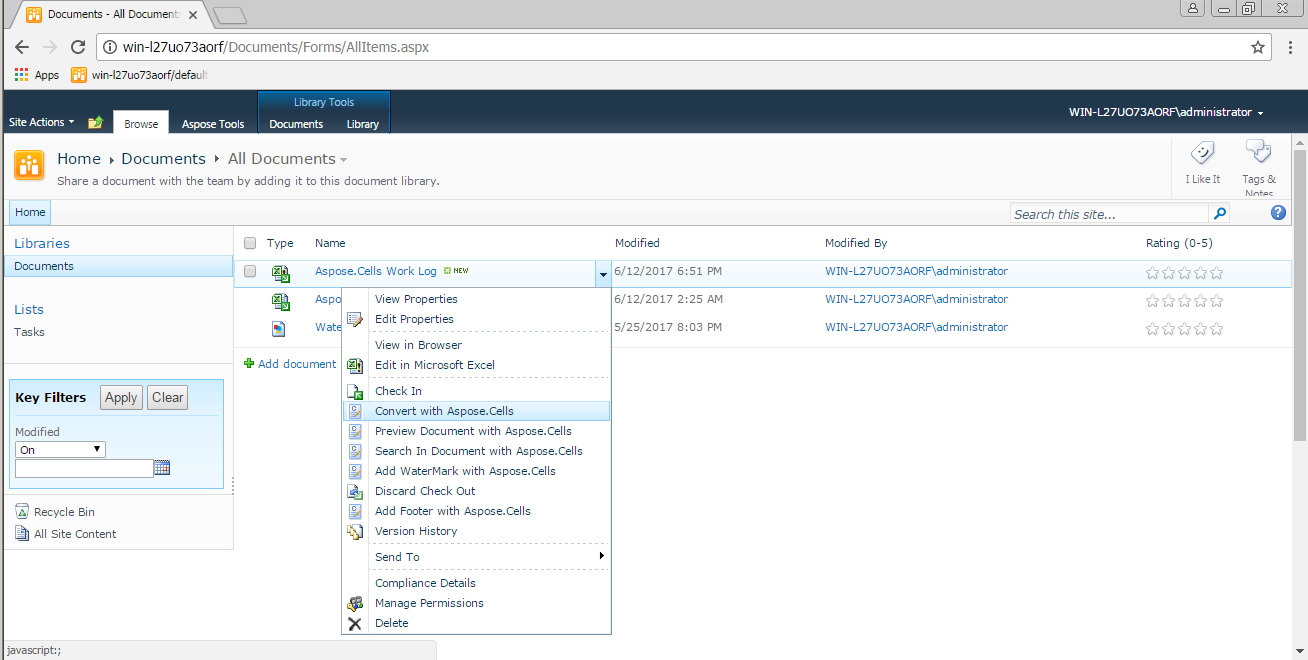 Documents - All Document
win-l27uo73aorf/Documents/Forms/AllItems.aspx
Apps win-l27uo73aorf/default
Library Tools
Site Actions Browse Aspose Tools Documents Library WIN-L27UO73AORF\administrator
Home Documents All Documents
Share a document with the team by adding it to this document library.
I Like It
Tags &
Notes
Home
Search this site...
Libraries
Documents
Lists
Tasks
Key Filters Apply Clear
Modified
On
Recycle Bin
All Site Content
Type Name Modified Modified By Rating (0-5)
Aspose.Cells Work Log NEW 6/12/2017 6:51 PM WIN-L27UO73AORF\administrator
Aspo 6/12/2017 2:25 AM WIN-L27UO73AORF\administrator
Wate 5/25/2017 8:03 PM WIN-L27UO73AORF\administrator
Add document
View Properties
Edit Properties
View in Browser
Edit in Microsoft Excel
Check In
Convert with Aspose.Cells
Preview Document with Aspose.Cells
Search In Document with Aspose.Cells
Add WaterMark with Aspose.Cells
Discard Check Out
Add Footer with Aspose.Cells
Version History
Send To
Compliance Details
Manage Permissions
Delete
javascript:;